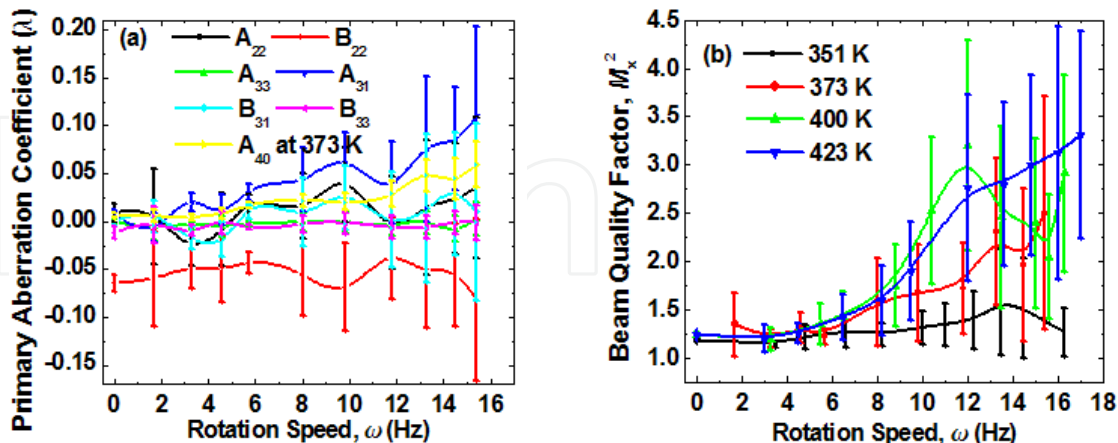 Primary Aberration Coefficient (λ)
0.20
0.15
0.10
0.05
0.00
-0.05
-0.10
-0.15
(a)
A22 B22
A33 A31
B31 B33
A40 at 373 K
0 2 4 6 8 10 12 14 16
Rotation Speed, ω (Hz)
Beam Quality Factor, Mx²
4.5
4.0
3.5
3.0
2.5
2.0
1.5
1.0
(b)
351 K
373 K
400 K
423 K
0 2 4 6 8 10 12 14 16 18
Rotation Speed, ω (Hz)